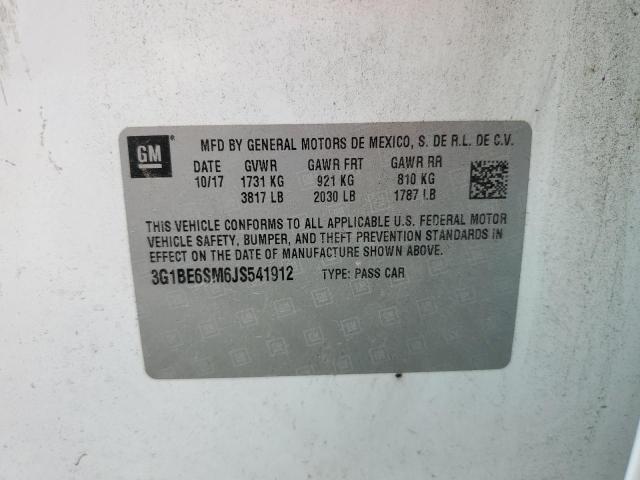 GM
MFD BY GENERAL MOTORS DE MEXICO, S. DE R.L. DE C.V.
DATE GVWR GAWR FRT GAWR RR
10/17 1731 KG 921 KG 810 KG
3817 LB 2030 LB 1787 LB
THIS VEHICLE CONFORMS TO ALL APPLICABLE U.S. FEDERAL MOTOR
VEHICLE SAFETY, BUMPER, AND THEFT PREVENTION STANDARDS IN
EFFECT ON THE DATE OF MANUFACTURE SHOWN ABOVE.
3G1BE6SM6JS541912 TYPE: PASS CAR